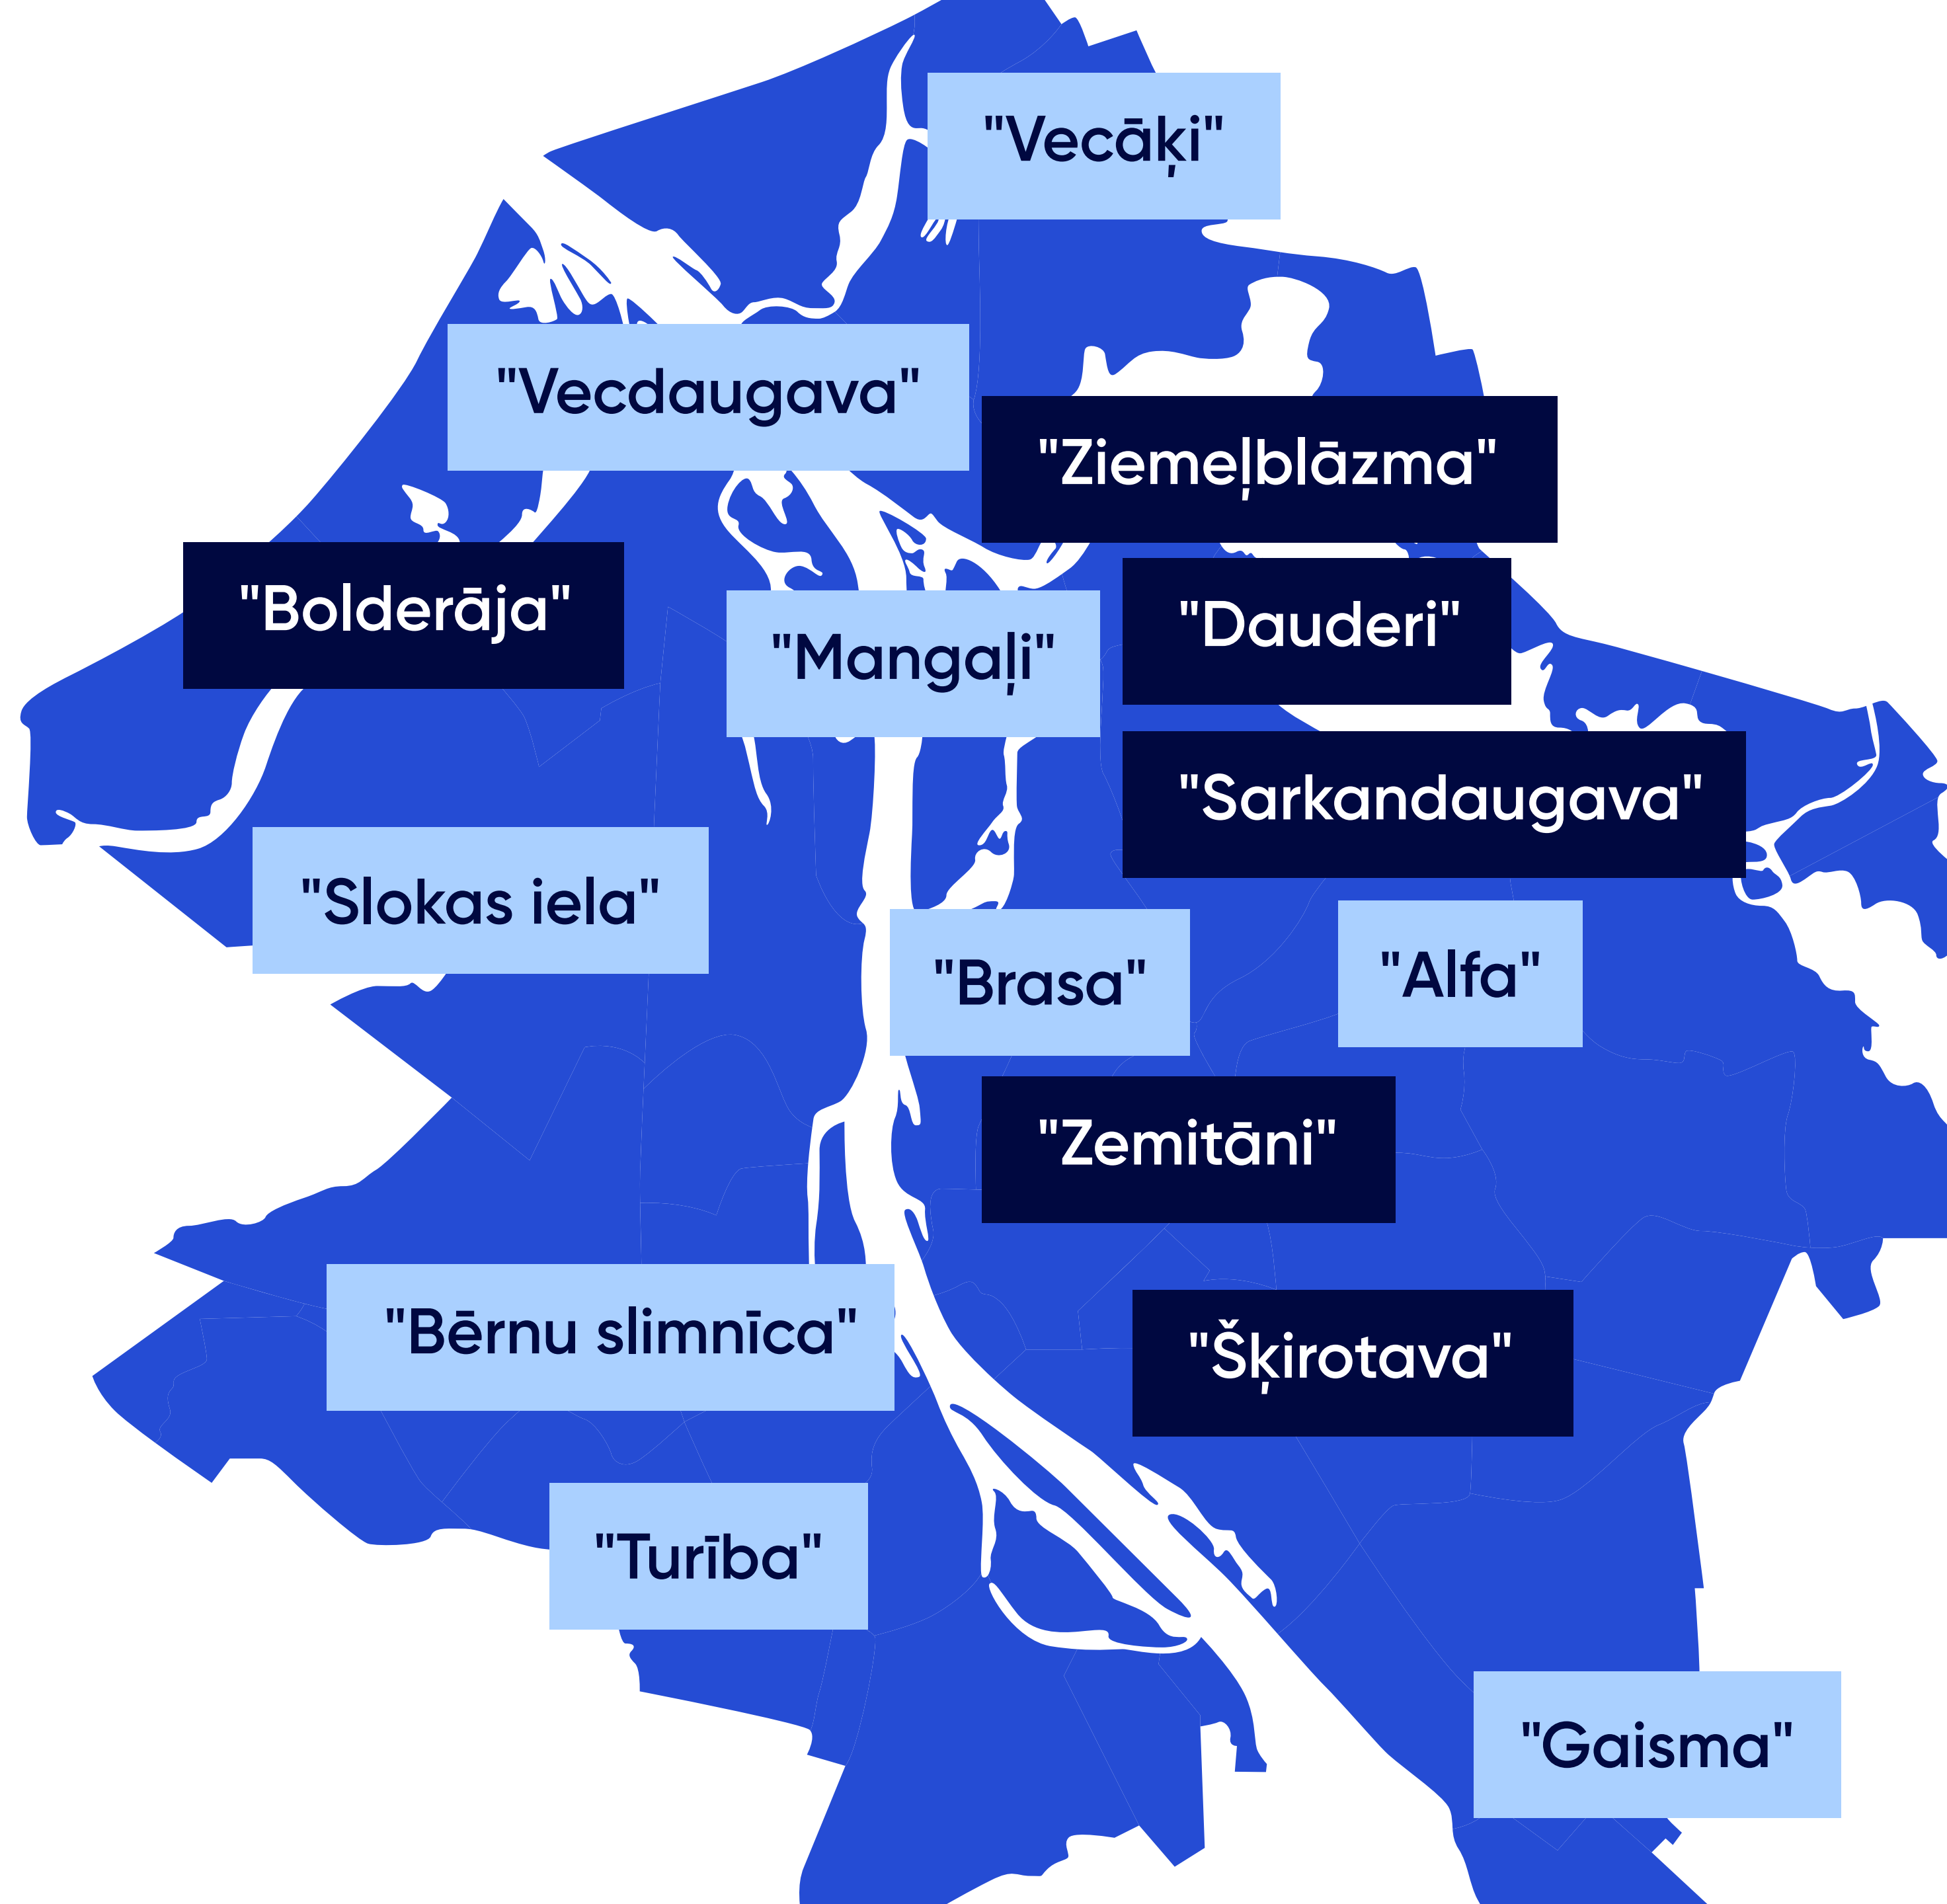 "Vecāķi"
"Vecdaugava"
"Ziemeļblāzma"
"Bolderāja"
"Dauderi"
"Mangaļi"
"Sarkandaugava"
"Slokas iela"
"Alfa"
"Brasa"
"Zemitāni"
"Bērnu slimnīca"
"Šķirotava"
"Turība"
"Gaisma"